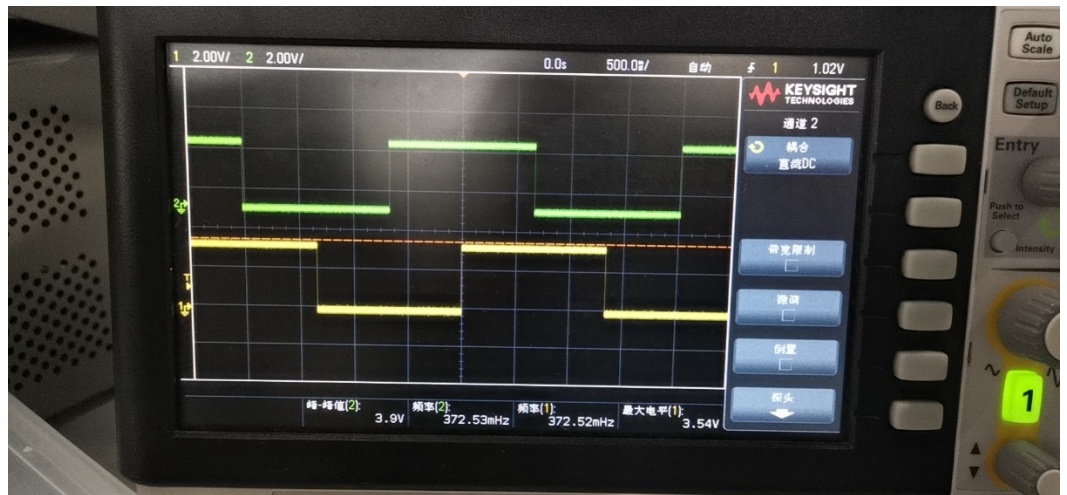 1 2.00V/ 2 2.00V/ 0.0s 500.0s/ 自动 1 1.02V
KEYSIGHT
TECHNOLOGIES
通道 2
耦合
直流DC
带宽限制
微调
倒置
探头
2
T
1
峰-峰值(2):
3.9V
频率(2):
372.53mHz
频率(1):
372.52mHz
最大电平(1):
3.54V
Back
Auto
Scale
Default
Setup
Entry
Push to
Select
Intensity
1